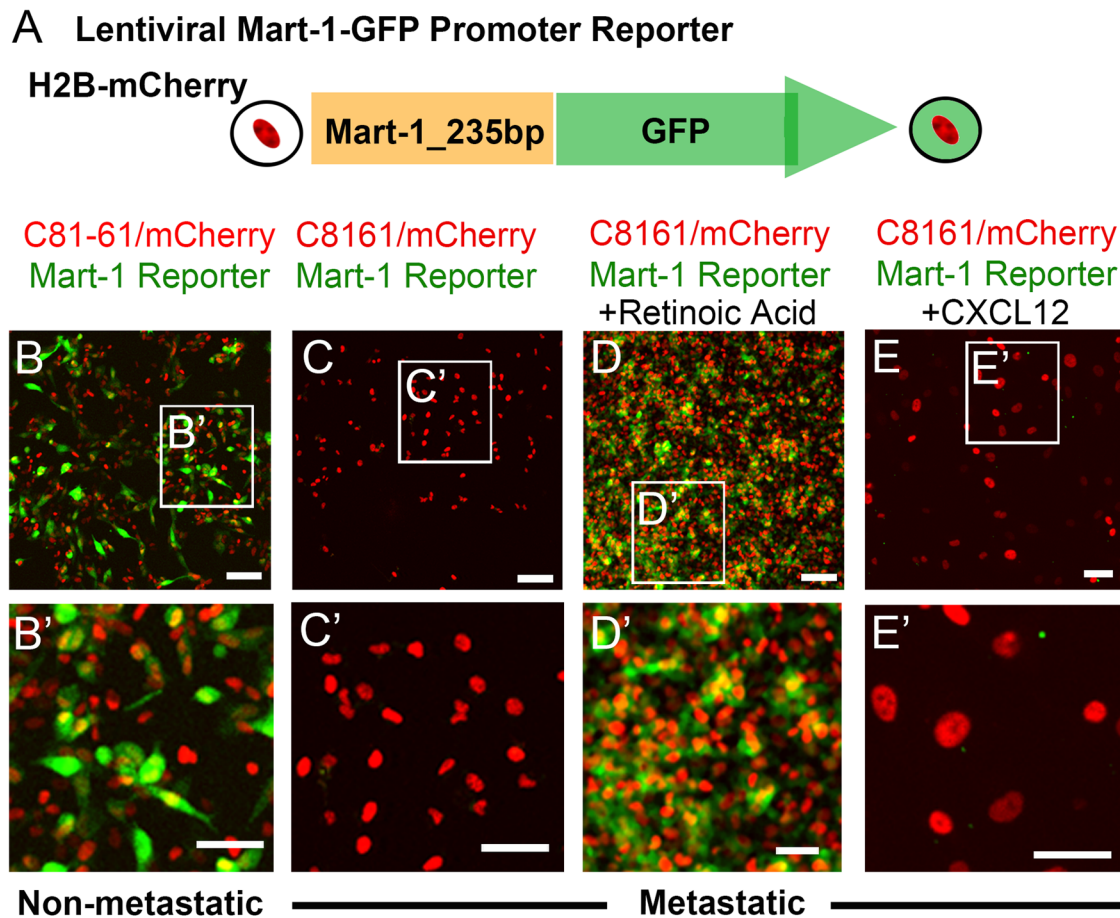 A Lentiviral Mart-1-GFP Promoter Reporter
H2B-mCherry
Mart-1_235bp
GFP
C81-61/mCherry
Mart-1 Reporter
C8161/mCherry
Mart-1 Reporter
C8161/mCherry
Mart-1 Reporter
+Retinoic Acid
C8161/mCherry
Mart-1 Reporter
+CXCL12
B
B’
C
C’
D
D’
E
E’
B’
C’
D’
E’
Non-metastatic
Metastatic